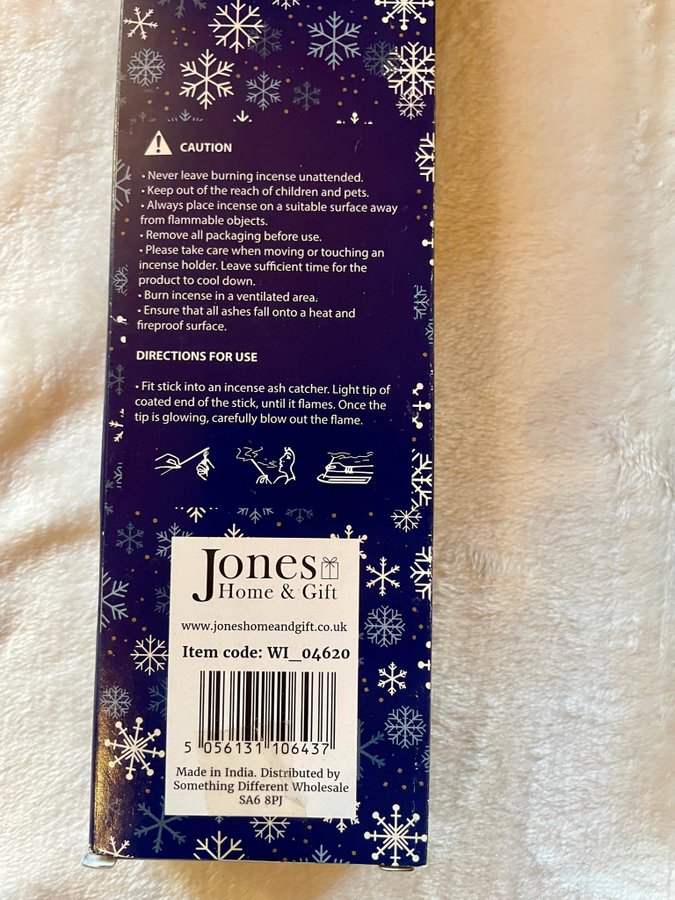 CAUTION
• Never leave burning incense unattended.
• Keep out of the reach of children and pets.
• Always place incense on a suitable surface away
from flammable objects.
• Remove all packaging before use.
• Please take care when moving or touching an
incense holder. Leave sufficient time for the
product to cool down.
• Burn incense in a ventilated area.
• Ensure that all ashes fall onto a heat and
fireproof surface.
DIRECTIONS FOR USE
• Fit stick into an incense ash catcher. Light tip of
coated end of the stick, until it flames. Once the
tip is glowing, carefully blow out the flame.
Jones
Home & Gift
www.joneshomeandgift.co.uk
Item code: WI_04620
5 056131 106437
Made in India. Distributed by
Something Different Wholesale
SA6 8PJ